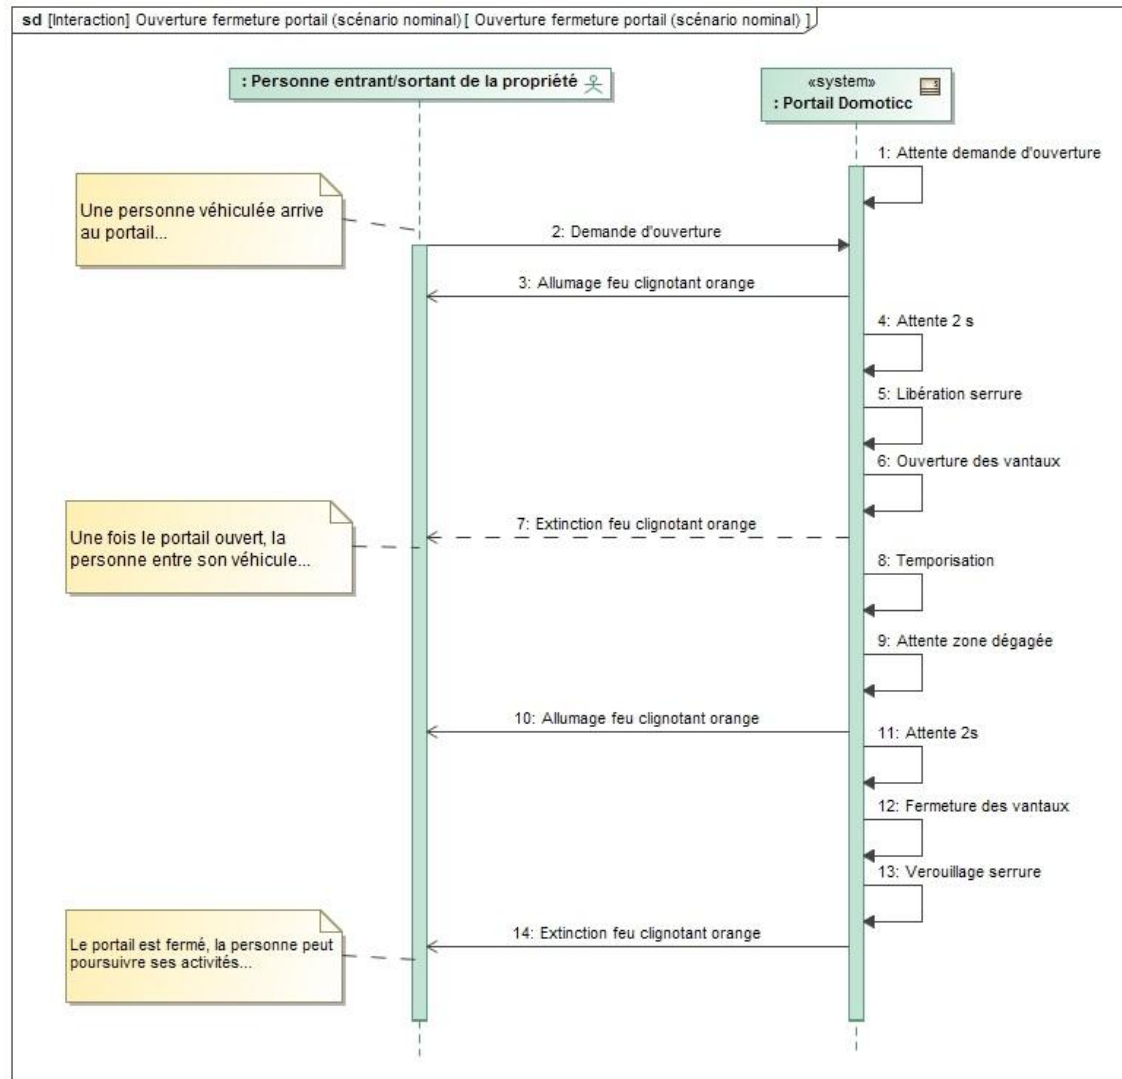 sd [Interaction] Ouverture fermeture portail (scénario nominal) [ Ouverture fermeture portail (scénario nominal) ]
: Personne entrant/sortant de la propriété
«system»
: Portail Domoticc
1: Attente demande d'ouverture
Une personne véhiculée arrive
au portail...
2: Demande d'ouverture
3: Allumage feu clignotant orange
4: Attente 2 s
5: Libération serrure
6: Ouverture des vantaux
7: Extinction feu clignotant orange
Une fois le portail ouvert, la
personne entre son véhicule...
8: Temporisation
9: Attente zone dégagée
10: Allumage feu clignotant orange
11: Attente 2s
12: Fermeture des vantaux
13: Verouillage serrure
14: Extinction feu clignotant orange
Le portail est fermé, la personne peut
poursuivre ses activités...